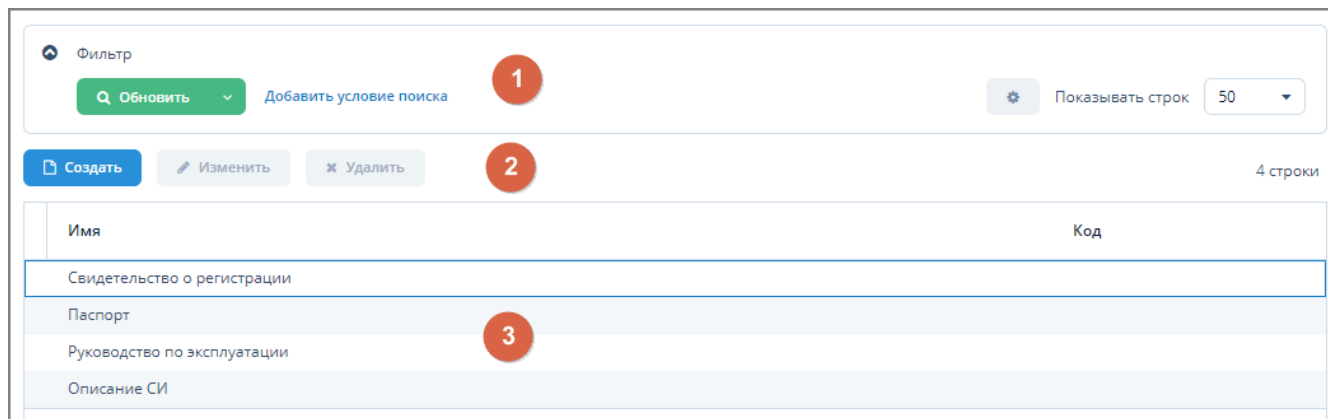 Фильтр
Обновить Добавить условие поиска 1 Показывать строк 50
Создать Изменить Удалить 2 4 строки
Имя Код
Свидетельство о регистрации
Паспорт
3
Руководство по эксплуатации
Описание СИ